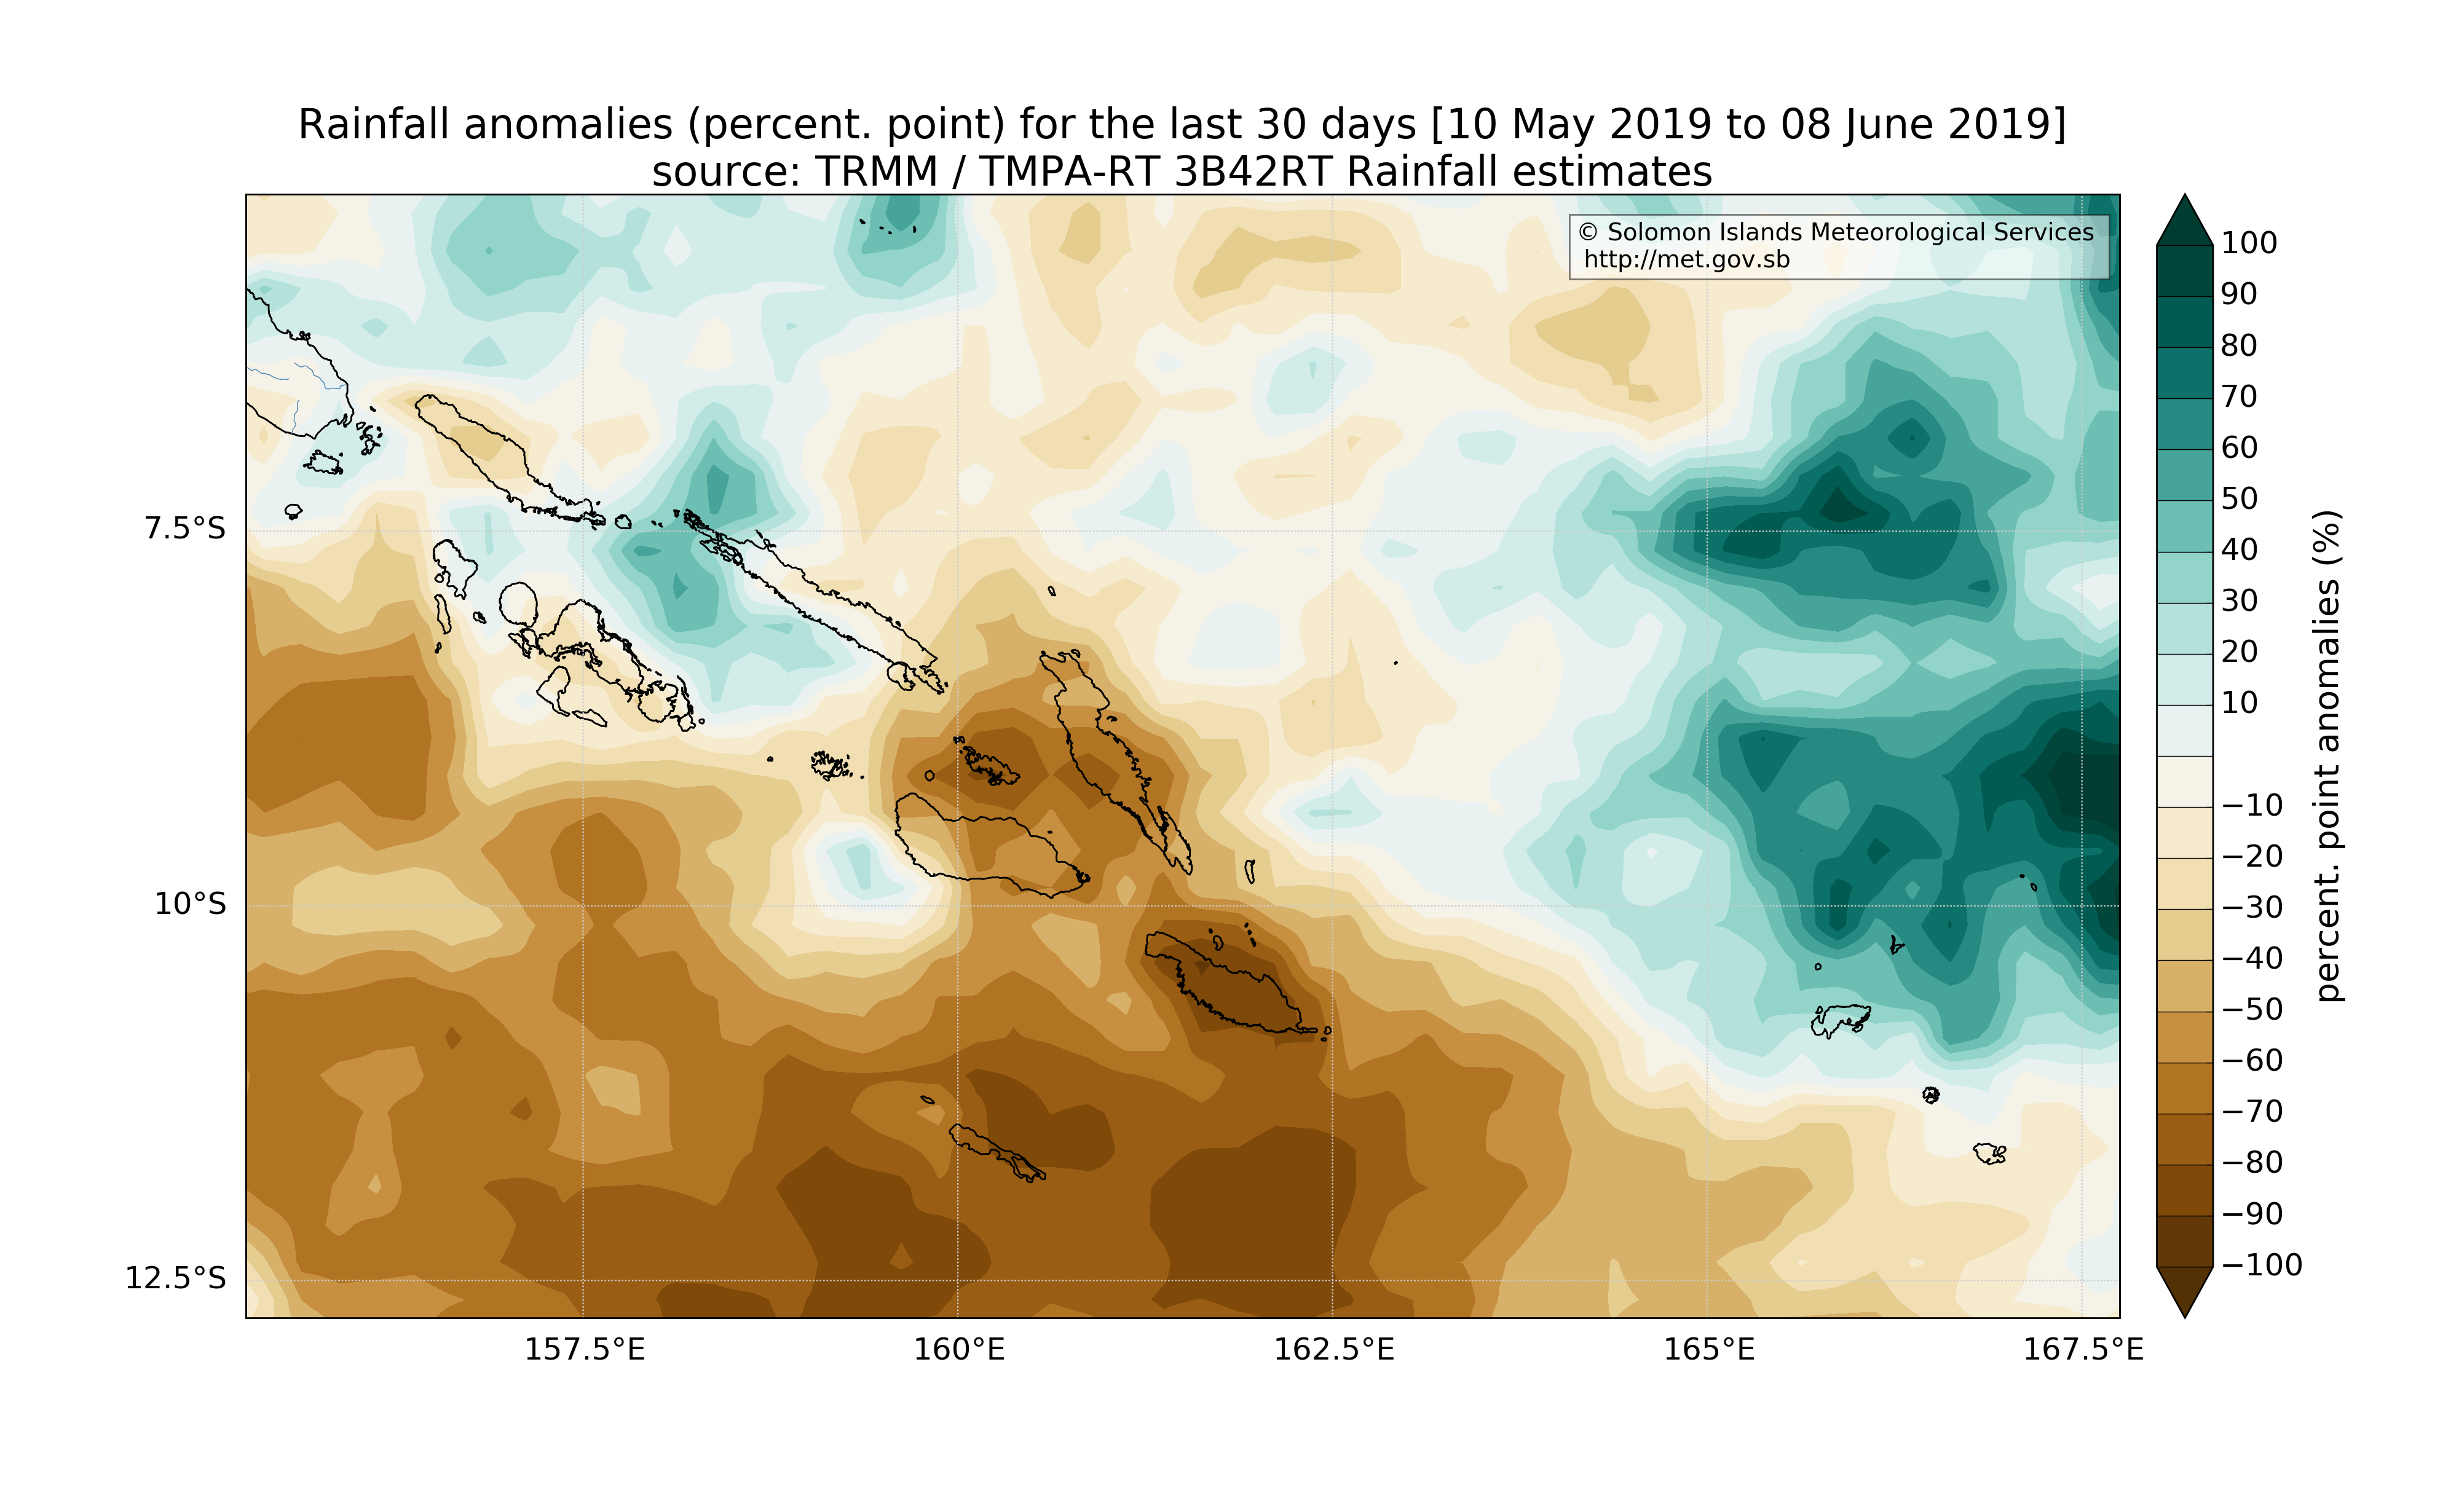 Rainfall anomalies (percent. point) for the last 30 days [10 May 2019 to 08 June 2019]
source: TRMM / TMPA-RT 3B42RT Rainfall estimates
© Solomon Islands Meteorological Services
http://met.gov.sb
7.5°S
10°S
12.5°S
157.5°E
160°E
162.5°E
165°E
167.5°E
100
90
80
70
60
50
40
30
20
10
−10
−20
−30
−40
−50
−60
−70
−80
−90
−100
percent. point anomalies (%)